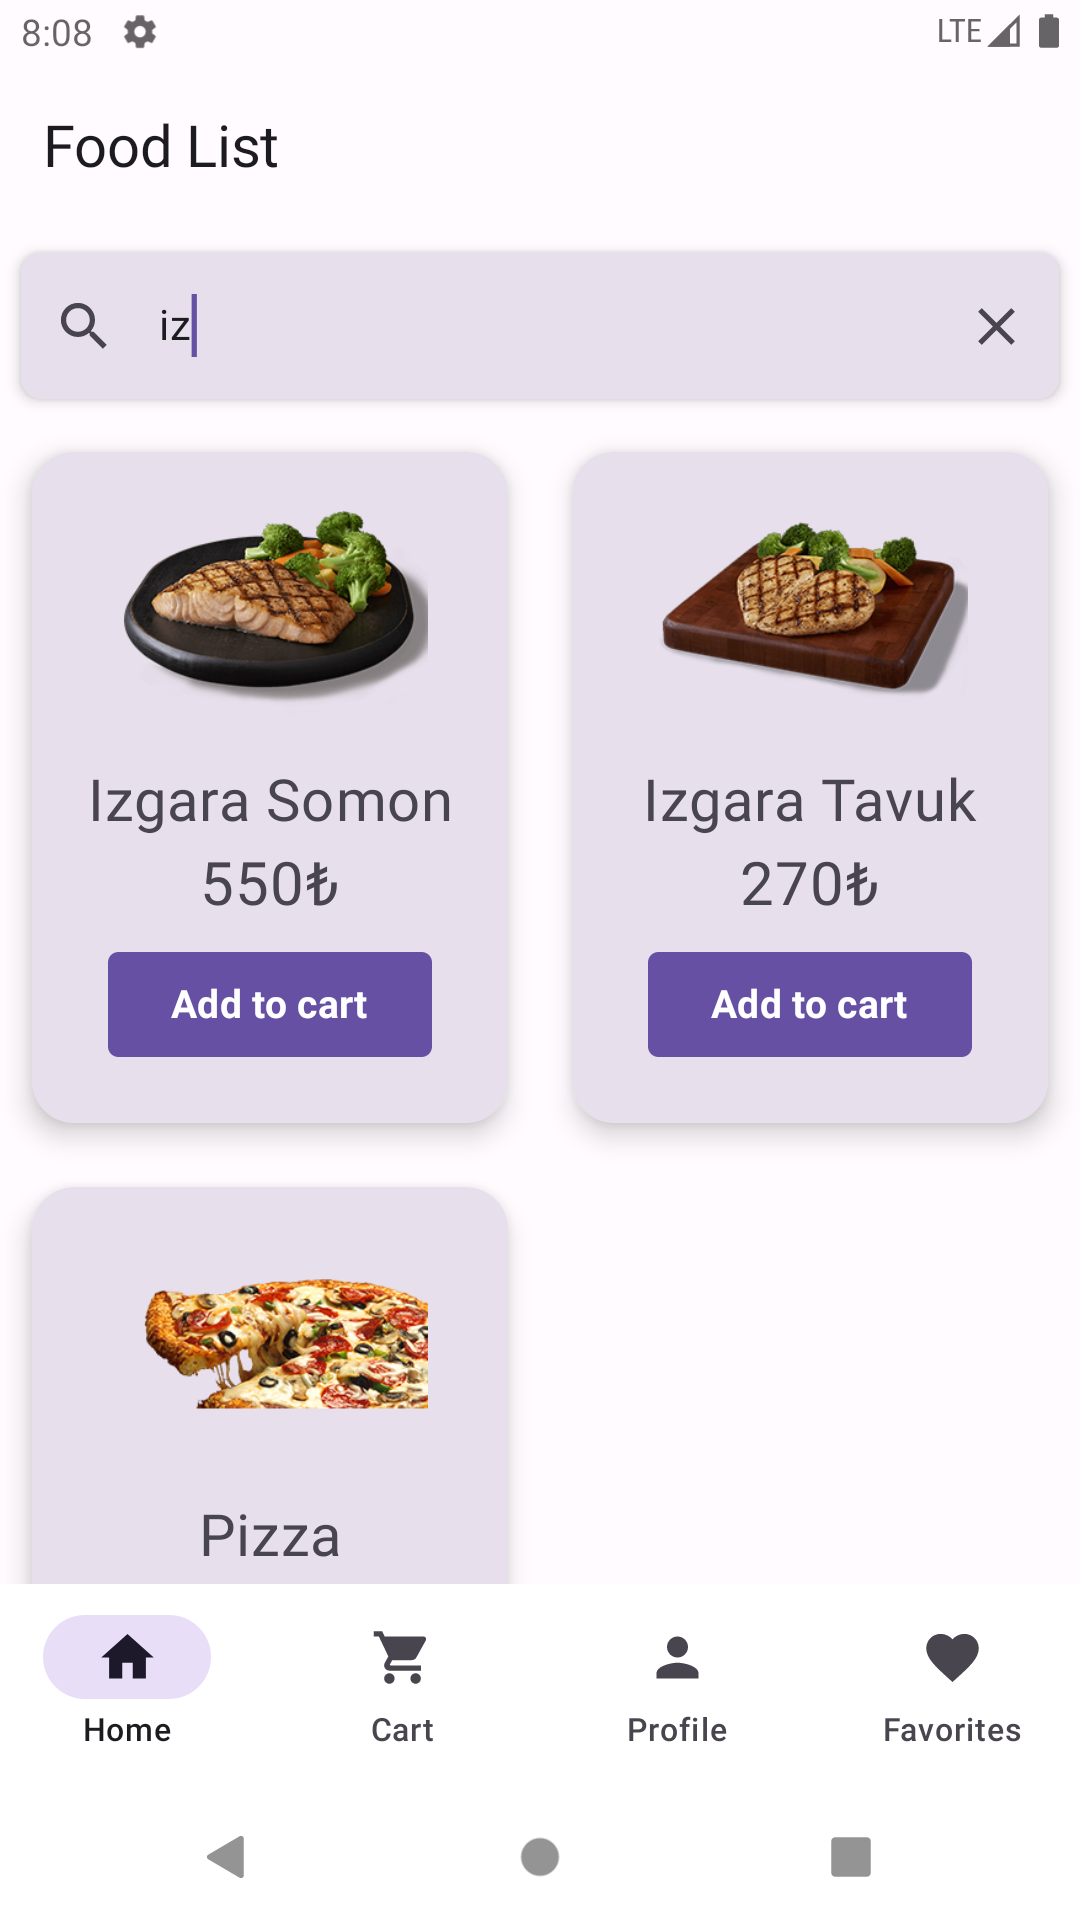 8:08
LTE
Food List
iz
Izgara Somon
550₺
Add to cart
Izgara Tavuk
270₺
Add to cart
Pizza
Home
Cart
Profile
Favorites